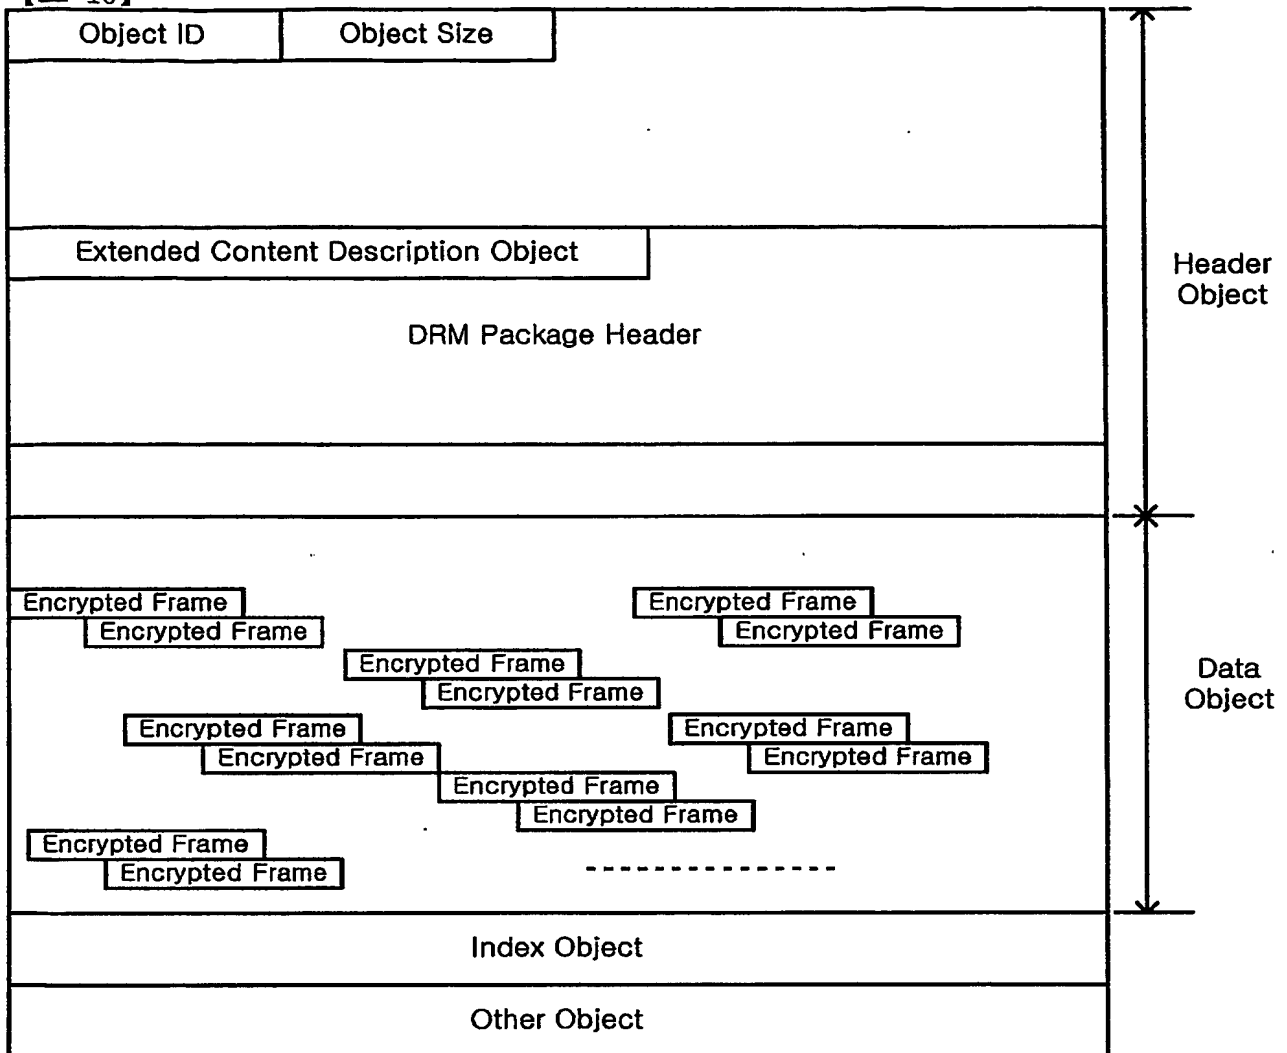 Object ID
Object Size
Extended Content Description Object
DRM Package Header
Header
Object
Encrypted Frame
Encrypted Frame
Encrypted Frame
Encrypted Frame
Encrypted Frame
Encrypted Frame
Data
Object
Encrypted Frame
Encrypted Frame
Encrypted Frame
Encrypted Frame
Encrypted Frame
Encrypted Frame
Encrypted Frame
Encrypted Frame
Index Object
Other Object